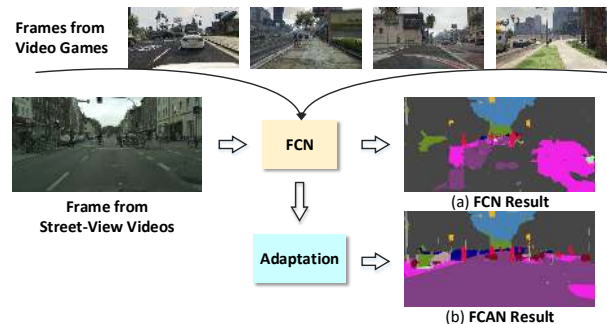 Frames from
Video Games
FCN
Frame from
Street-View Videos
(a) FCN Result
Adaptation
(b) FCAN Result